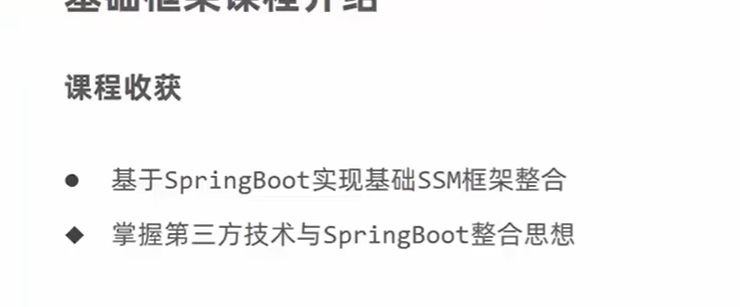 基础框架课程介绍
课程收获
● 基于SpringBoot实现基础SSM框架整合
◆ 掌握第三方技术与SpringBoot整合思想